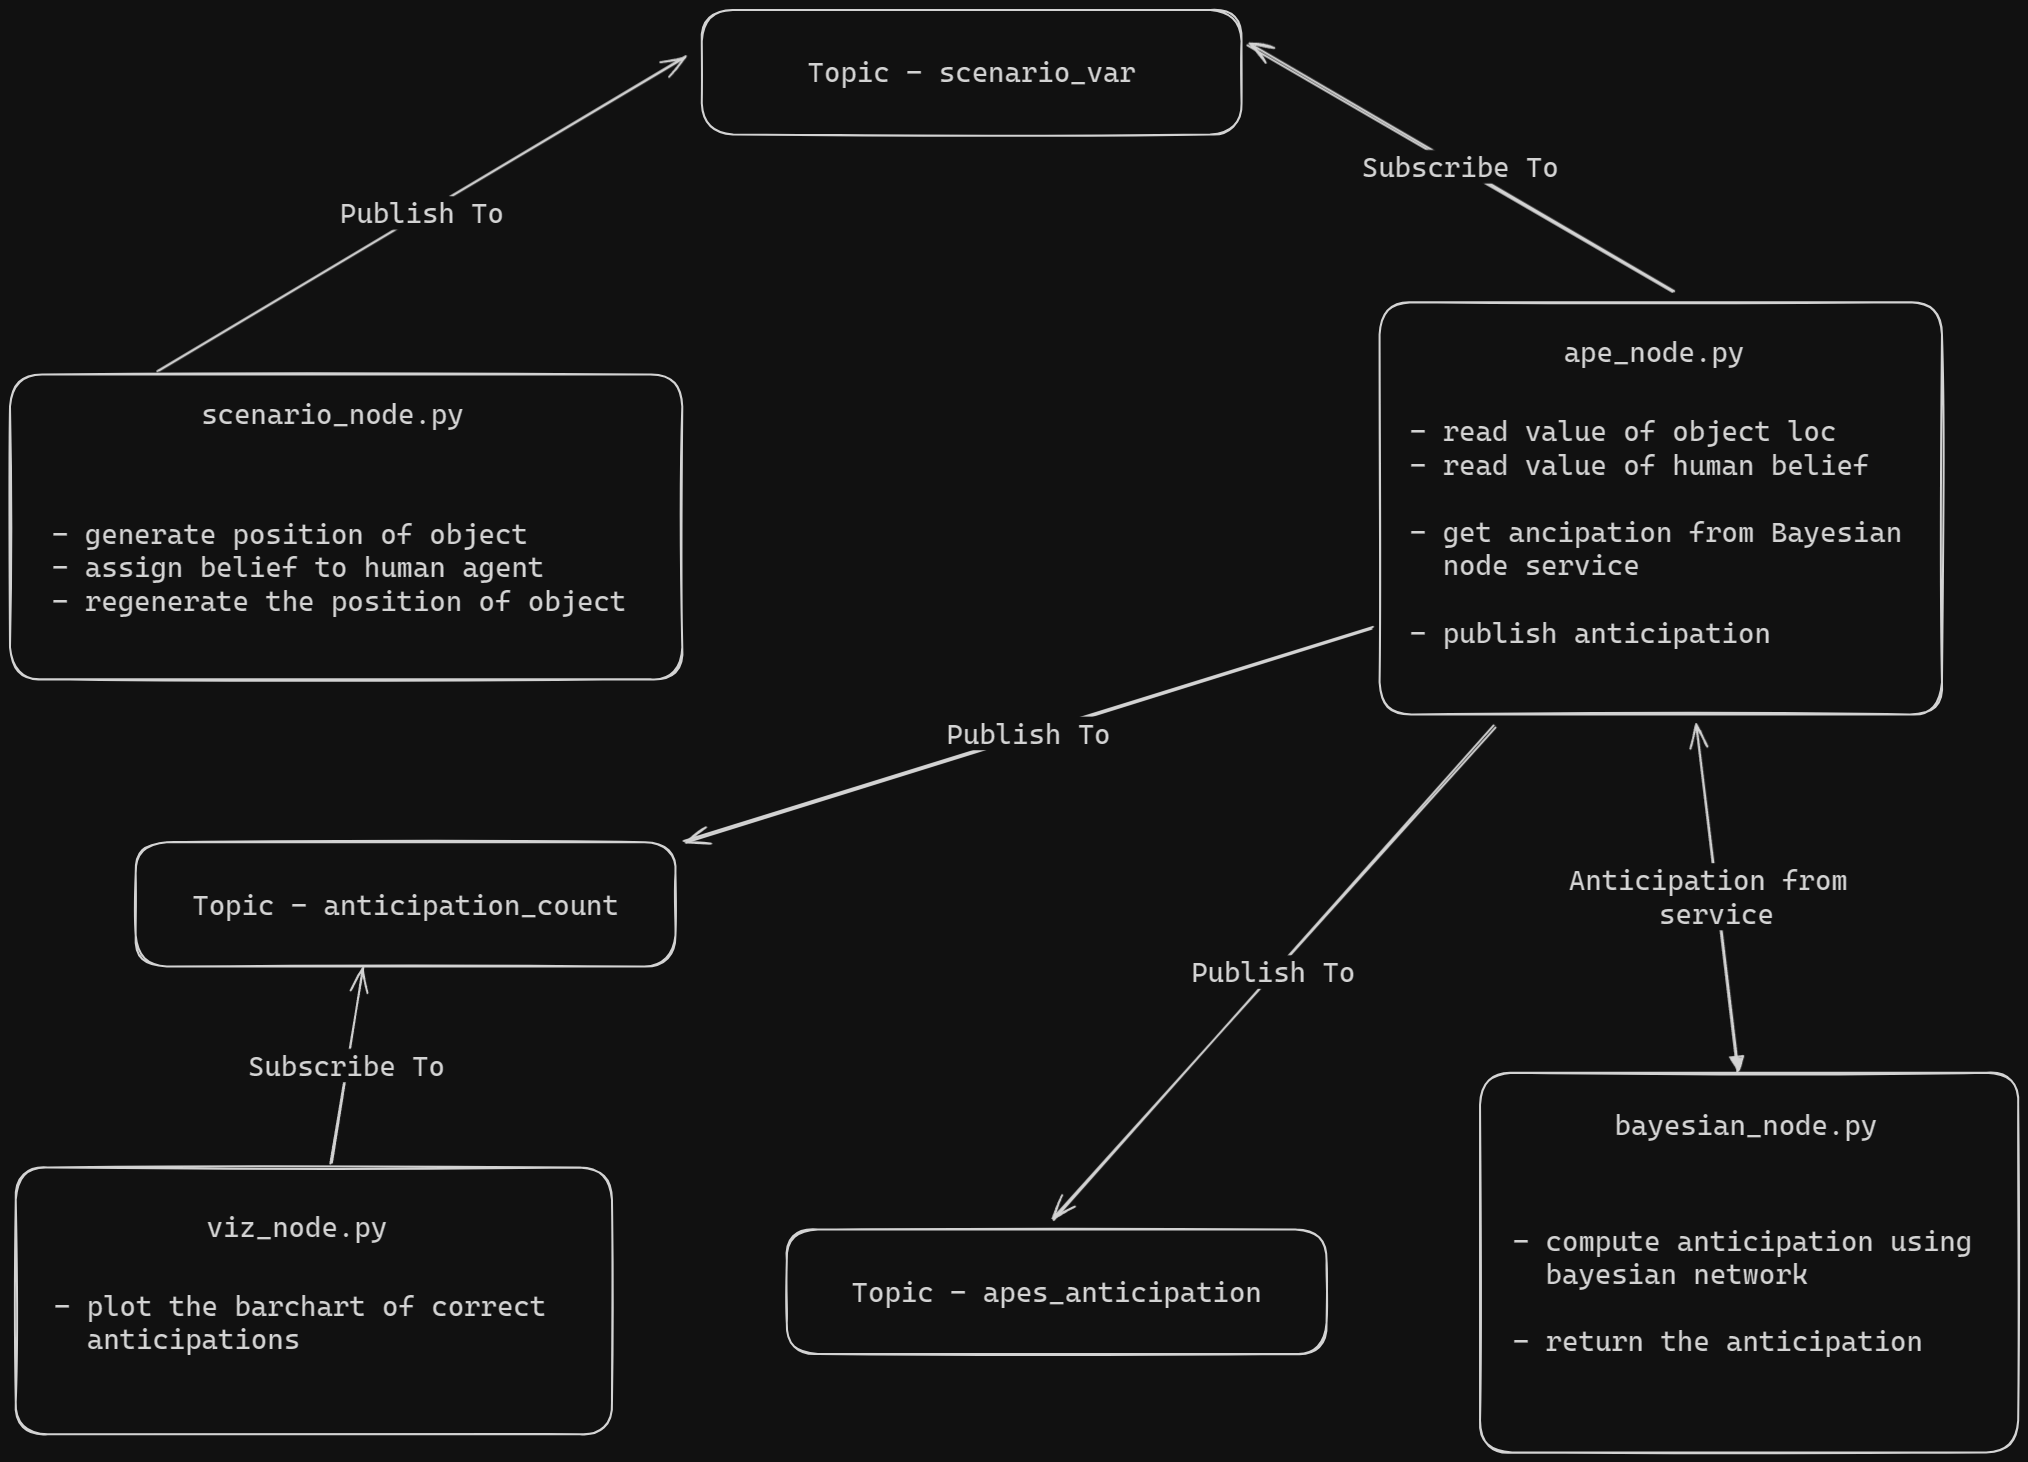 Topic - scenario_var
Publish To
Subscribe To
scenario_node.py
- generate position of object
- assign belief to human agent
- regenerate the position of object
ape_node.py
- read value of object loc
- read value of human belief
- get ancipation from Bayesian
node service
- publish anticipation
Publish To
Topic - anticipation_count
Subscribe To
viz_node.py
- plot the barchart of correct
anticipations
Publish To
Topic - apes_anticipation
Anticipation from
service
bayesian_node.py
- compute anticipation using
bayesian network
- return the anticipation